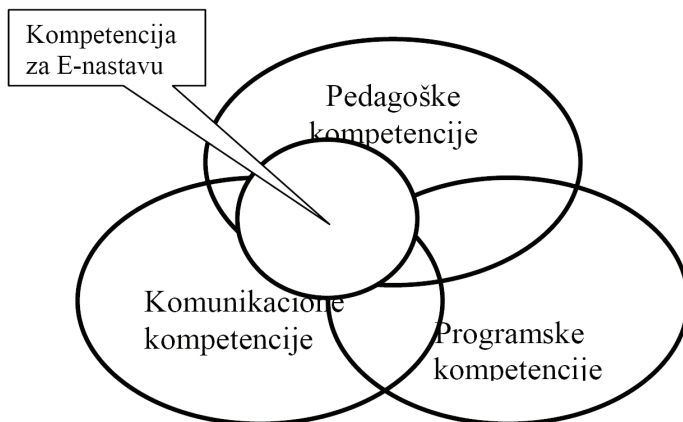 Kompetencija
za E-nastavu
Pedagoške
kompetencije
Komunikacione
kompetencije
Programske
kompetencije